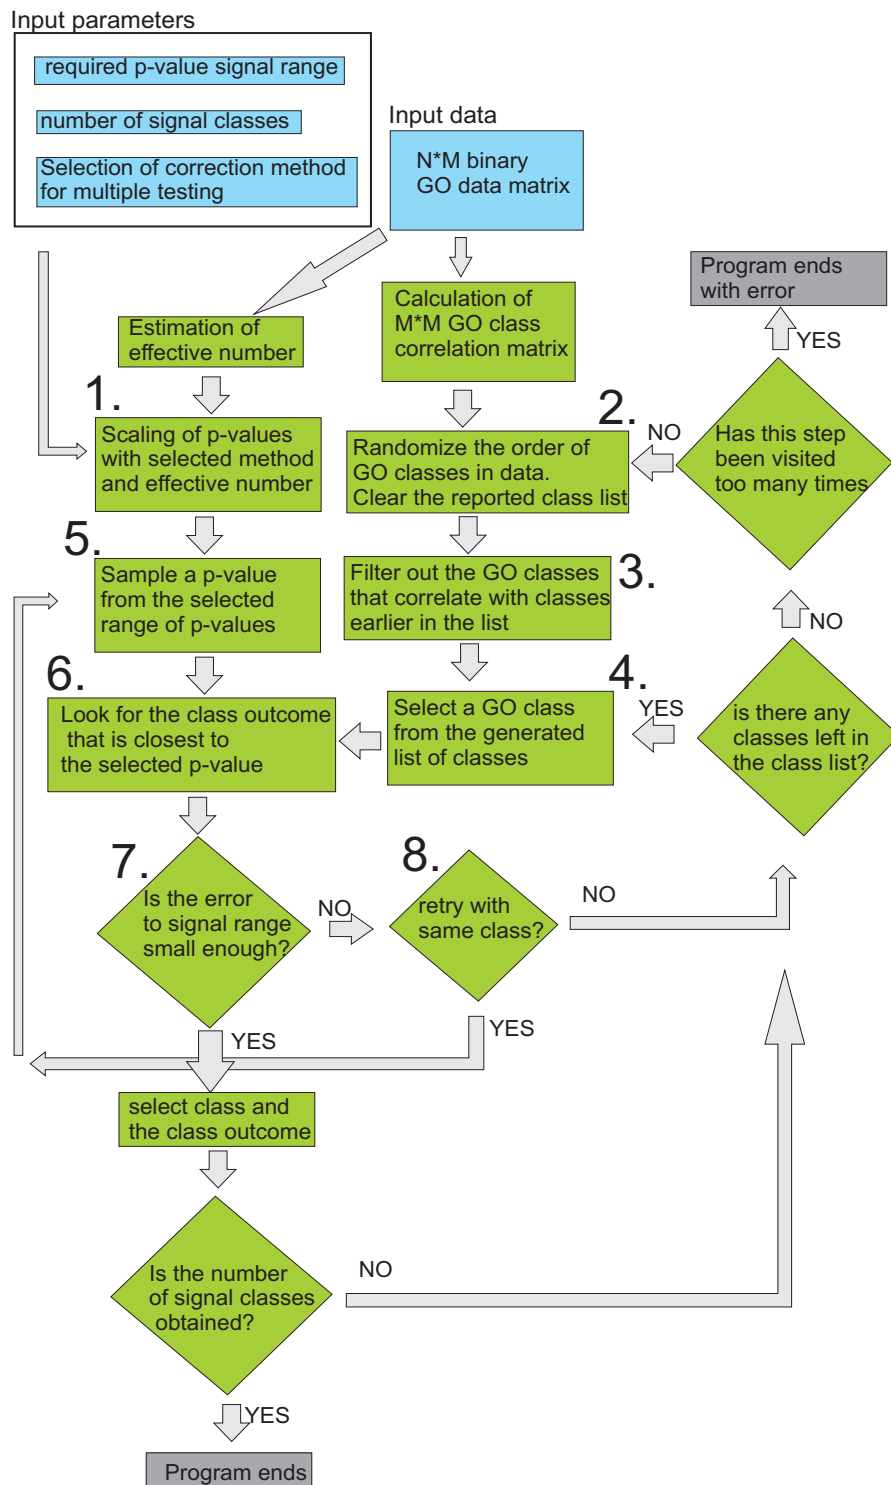 Input parameters
required p-value signal range
number of signal classes
Selection of correction method
for multiple testing
Input data
N*M binary
GO data matrix
Program ends
with error
Calculation of
M*M GO class
correlation matrix
Estimation of
effective number
YES
1.
Scaling of p-values
with selected method
and effective number
2.
Randomize the order of
GO classes in data.
Clear the reported class list
NO
Has this step
been visited
too many times
5.
Sample a p-value
from the selected
range of p-values
3.
Filter out the GO classes
that correlate with classes
earlier in the list
NO
6.
Look for the class outcome
that is closest to
the selected p-value
4.
Select a GO class
from the generated
list of classes
YES
is there any
classes left in
the class list?
7.
Is the error
to signal range
small enough?
NO
8.
retry with
same class?
NO
YES
YES
select class and
the class outcome
Is the number
of signal classes
obtained?
NO
YES
Program ends